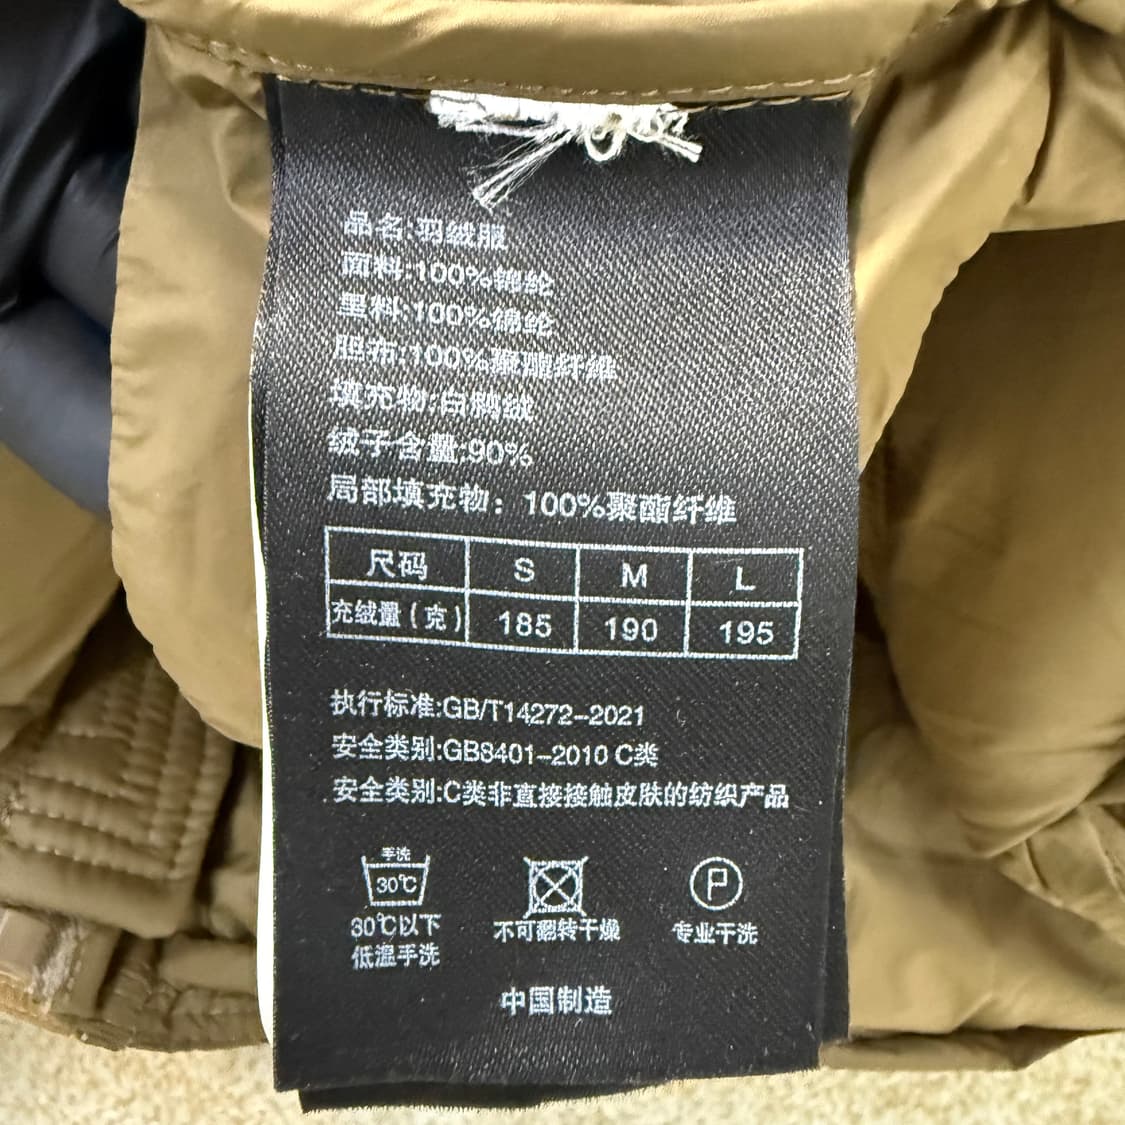 品名:羽绒服
面料:100%锦纶
里料:100%锦纶
胆布:100%聚酯纤维
填充物:白鸭绒
绒子含量:90%
局部填充物：100%聚酯纤维
尺码 S M L
充绒量(克) 185 190 195
执行标准:GB/T14272-2021
安全类别:GB8401-2010 C类
安全类别:C类非直接接触皮肤的纺织产品
手洗
30℃
P
30℃以下 不可翻转干燥 专业干洗
低温手洗
中国制造